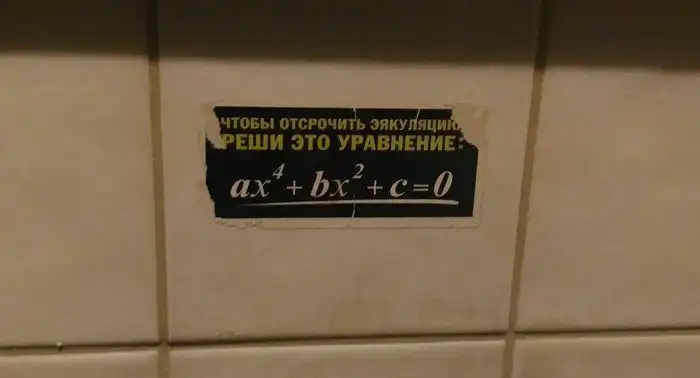 ЧТОБЫ ОТСРОЧИТЬ ЭЯКУЛЯЦИЮ
РЕШИ ЭТО УРАВНЕНИЕ:
ax⁴ + bx² + c = 0